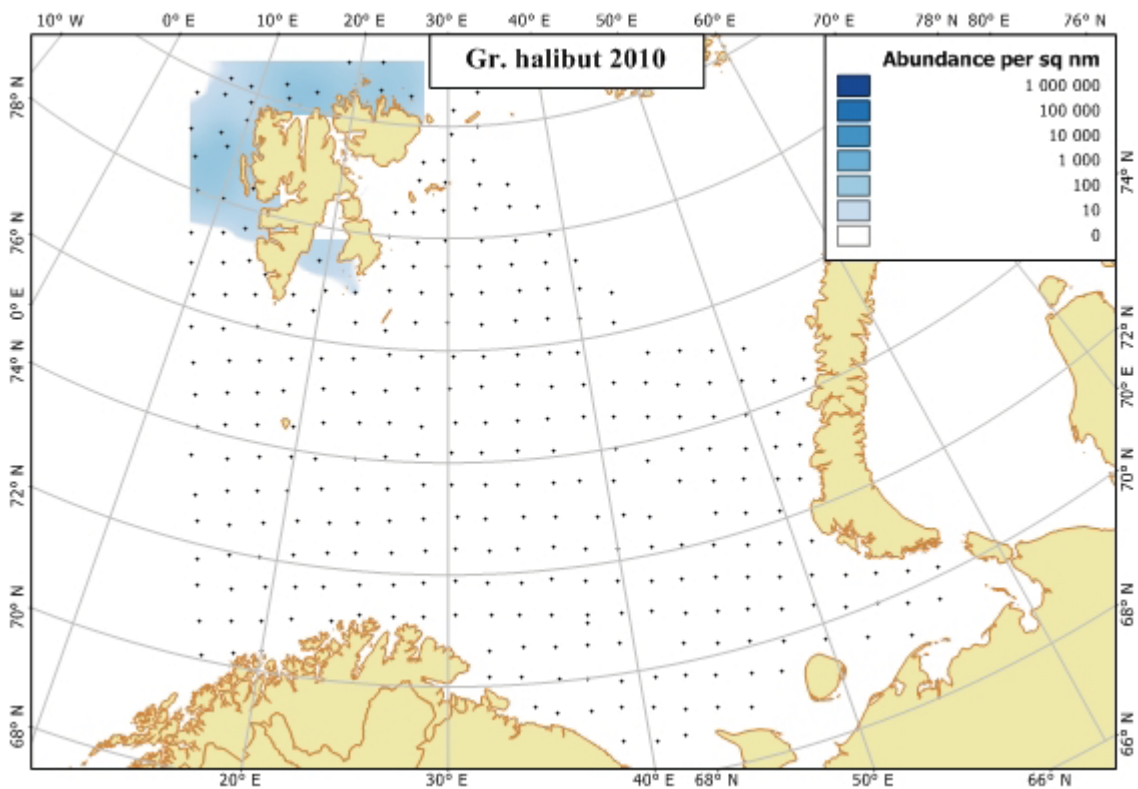 10° W 0° E 10° E 20° E 30° E 40° E 50° E 60° E 70° E 78° N 80° E 76° N
Gr. halibut 2010
Abundance per sq nm
1 000 000
100 000
10 000
1 000
100
10
0
78° N
76° N
0° E
74° N
72° N
70° N
68° N
74° N
72° N
70° E
70° N
68° N
66° N
20° E 30° E 40° E 68° N 50° E 66° N